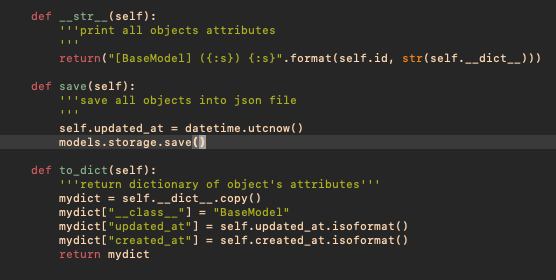 def __str__(self):
'''print all objects attributes
'''
return("[BaseModel] ({:s}) {:s}".format(self.id, str(self.__dict__)))
def save(self):
'''save all objects into json file
'''
self.updated_at = datetime.utcnow()
models.storage.save()
def to_dict(self):
'''return dictionary of object's attributes'''
mydict = self.__dict__.copy()
mydict["__class__"] = "BaseModel"
mydict["updated_at"] = self.updated_at.isoformat()
mydict["created_at"] = self.created_at.isoformat()
return mydict